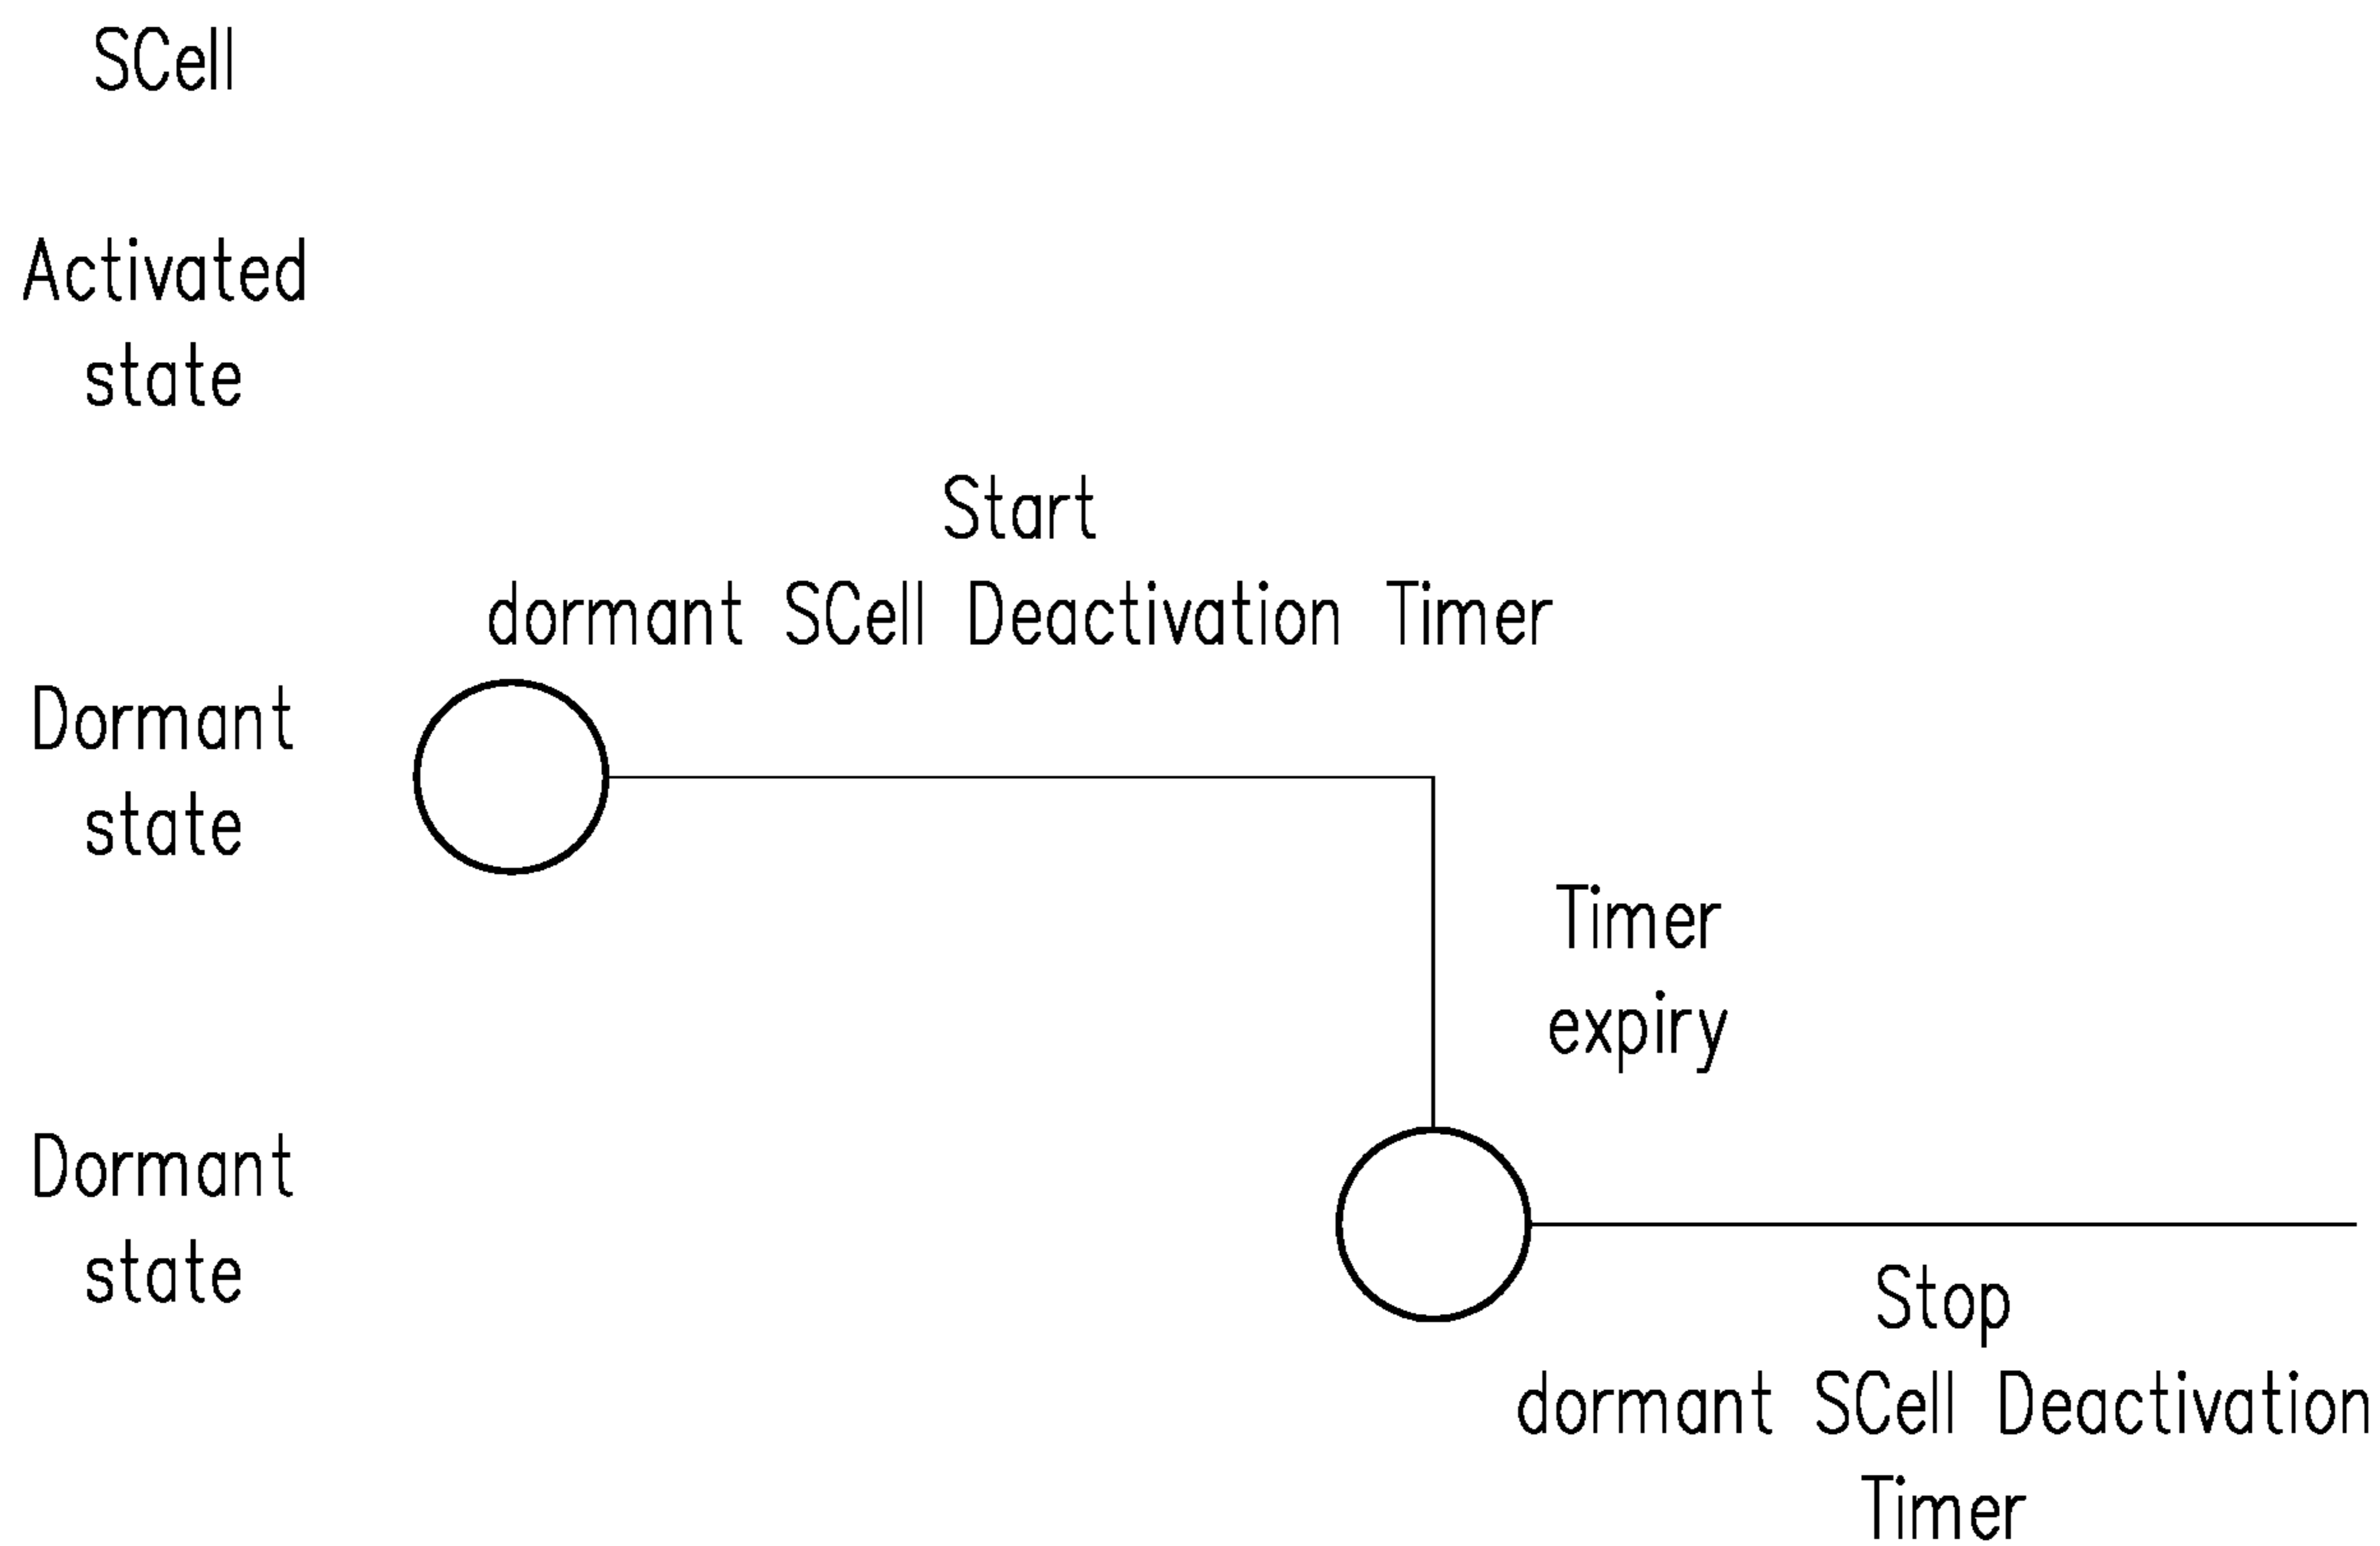 SCell
Activated
state
Start
dormant SCell Deactivation Timer
Dormant
state
Timer
expiry
Dormant
state
Stop
dormant SCell Deactivation
Timer